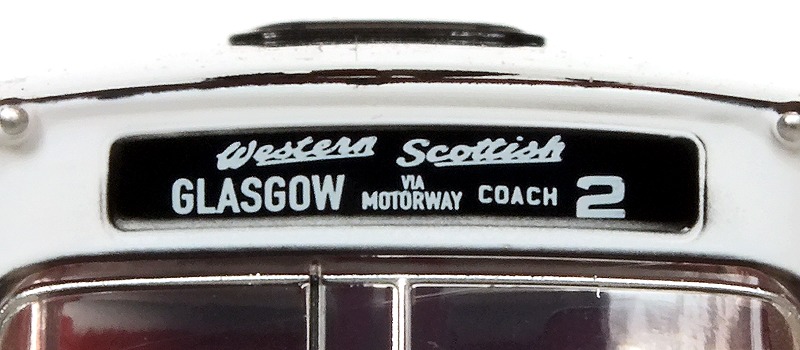 Western Scottish
GLASGOW VIA MOTORWAY COACH 2